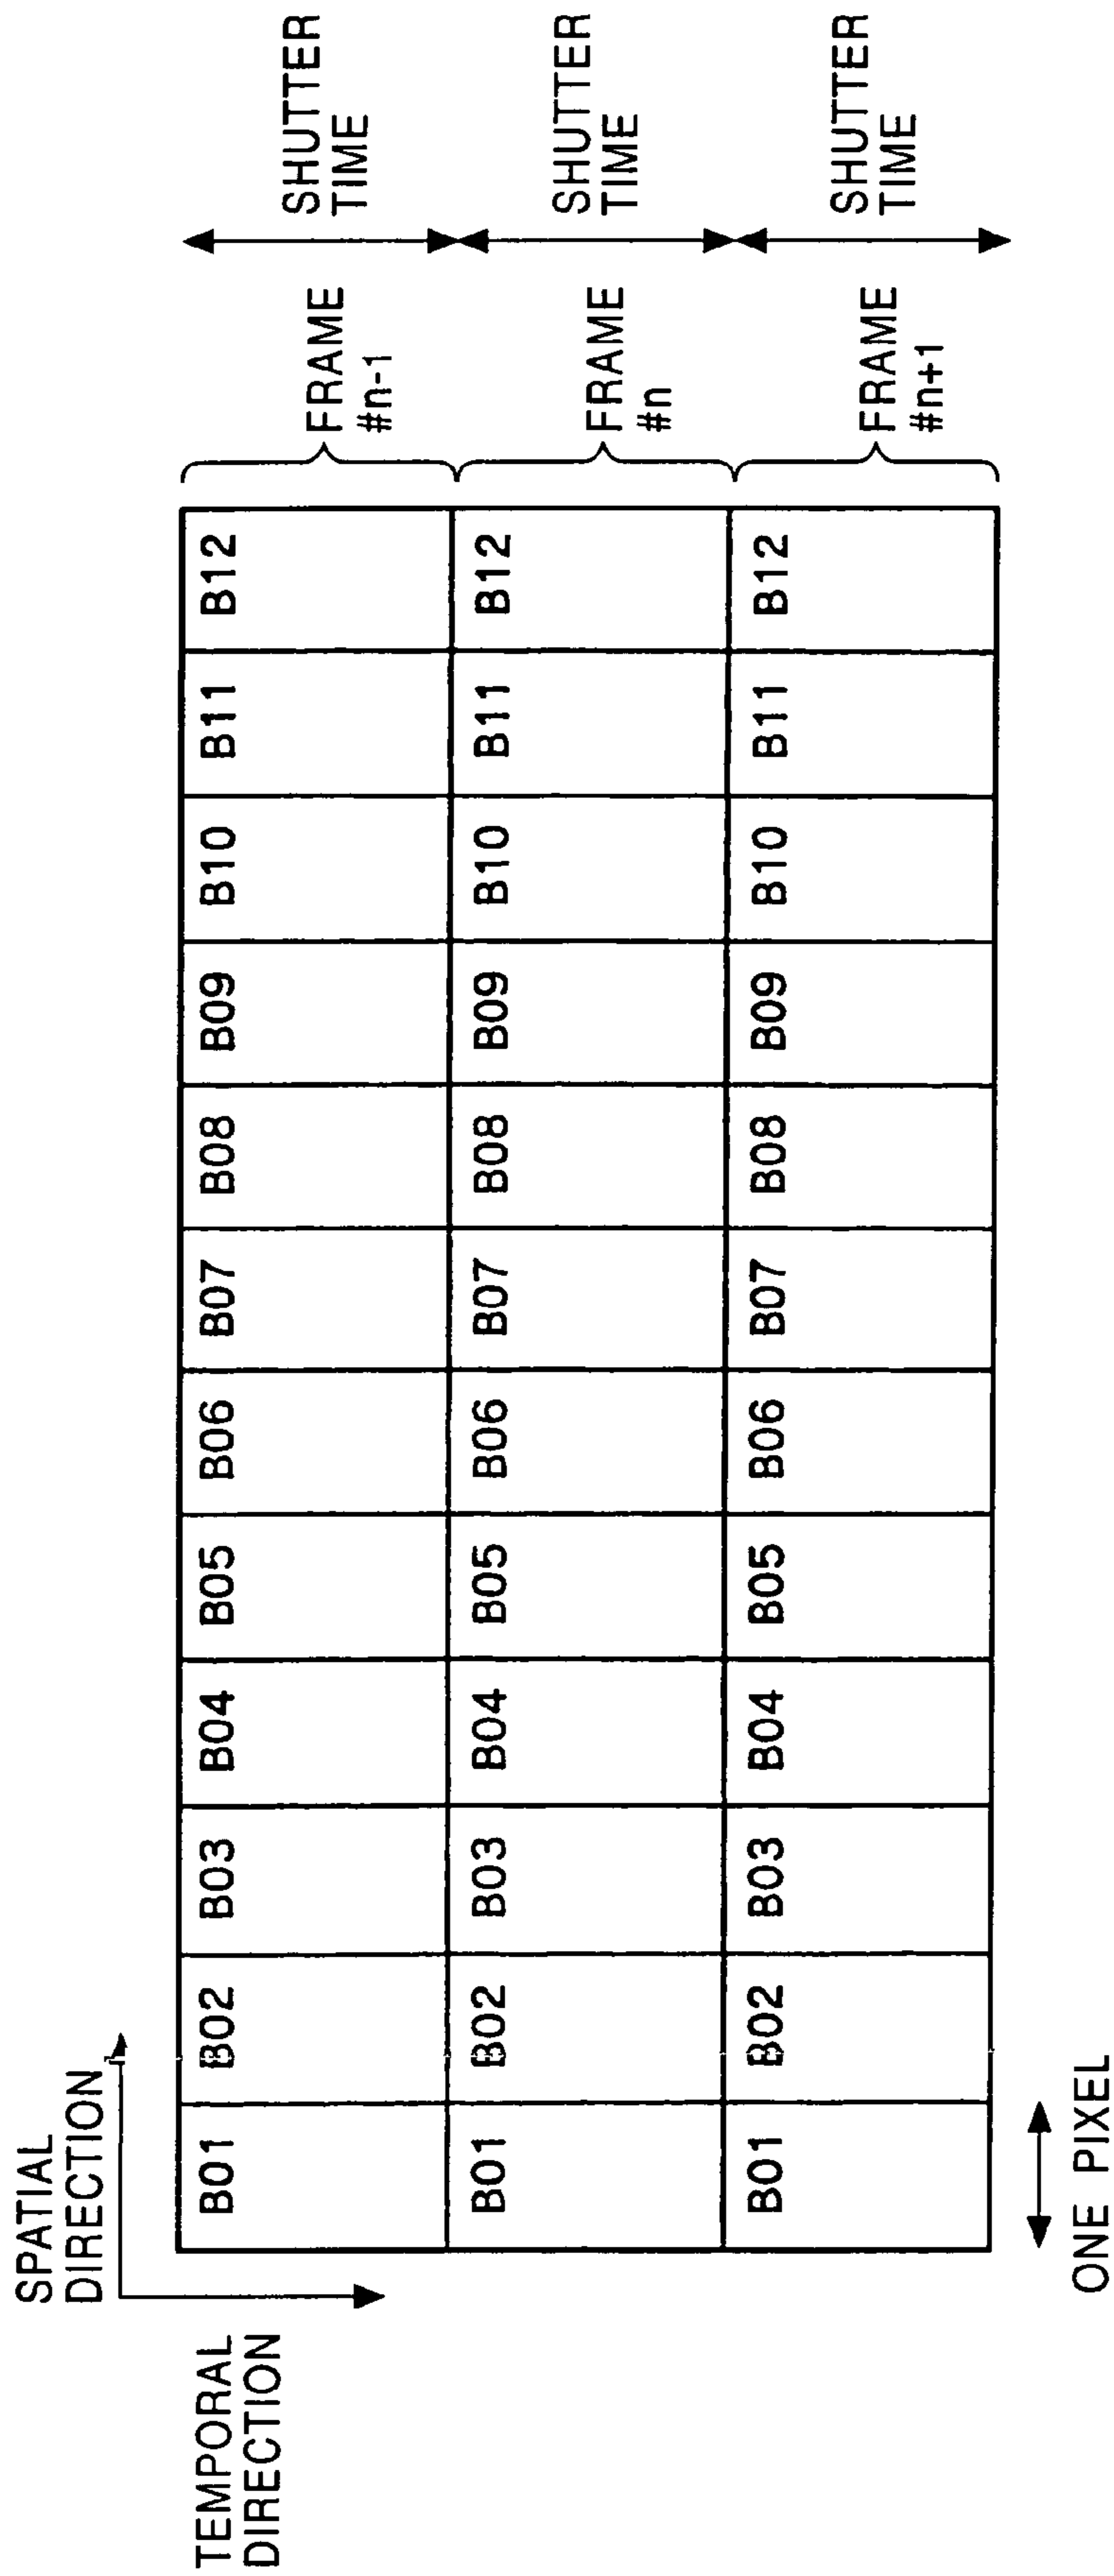 SPATIAL
DIRECTION
TEMPORAL
DIRECTION
B01 B02 B03 B04 B05 B06 B07 B08 B09 B10 B11 B12
FRAME
#n-1
SHUTTER
TIME
B01 B02 B03 B04 B05 B06 B07 B08 B09 B10 B11 B12
FRAME
#n
SHUTTER
TIME
B01 B02 B03 B04 B05 B06 B07 B08 B09 B10 B11 B12
FRAME
#n+1
SHUTTER
TIME
ONE PIXEL